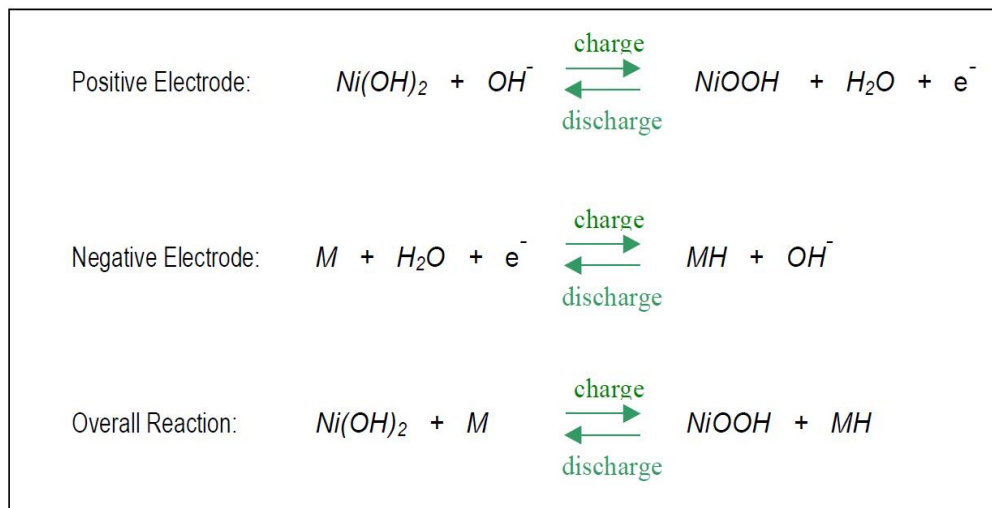 charge
Positive Electrode: Ni(OH)₂ + OH⁻ NiOOH + H₂O + e⁻
discharge
charge
Negative Electrode: M + H₂O + e⁻ MH + OH⁻
discharge
charge
Overall Reaction: Ni(OH)₂ + M NiOOH + MH
discharge